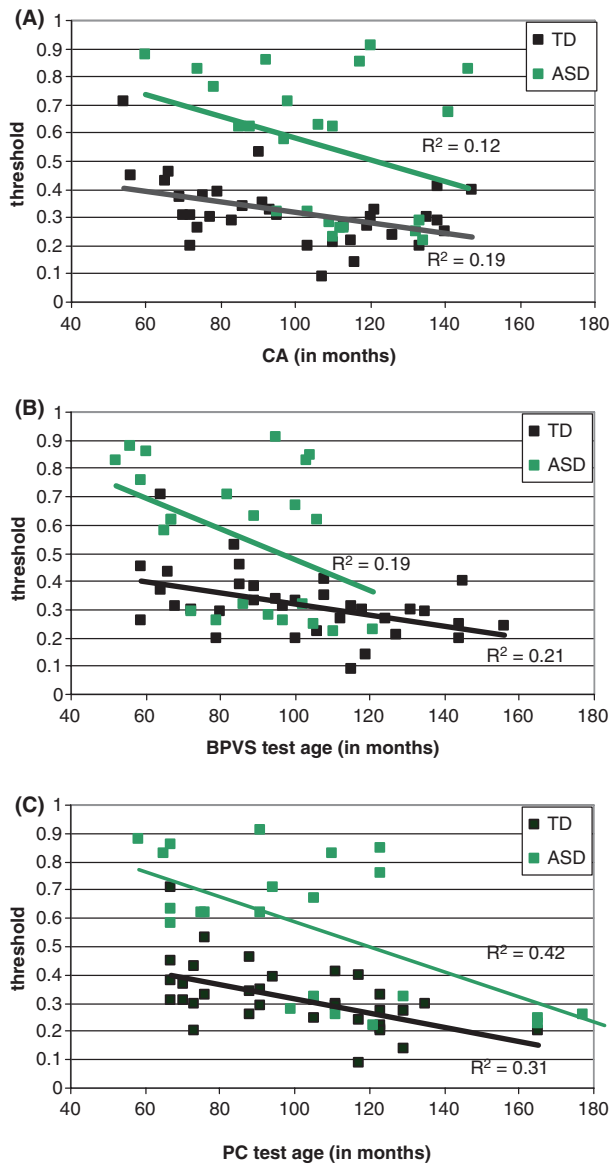 (A)
1
0.9
0.8
0.7
0.6
0.5
0.4
0.3
0.2
0.1
0
threshold
TD
ASD
R² = 0.12
R² = 0.19
40 60 80 100 120 140 160 180
CA (in months)
(B)
1
0.9
0.8
0.7
0.6
0.5
0.4
0.3
0.2
0.1
0
threshold
TD
ASD
R² = 0.19
R² = 0.21
40 60 80 100 120 140 160 180
BPVS test age (in months)
(C)
1
0.9
0.8
0.7
0.6
0.5
0.4
0.3
0.2
0.1
0
threshold
TD
ASD
R² = 0.42
R² = 0.31
40 60 80 100 120 140 160 180
PC test age (in months)